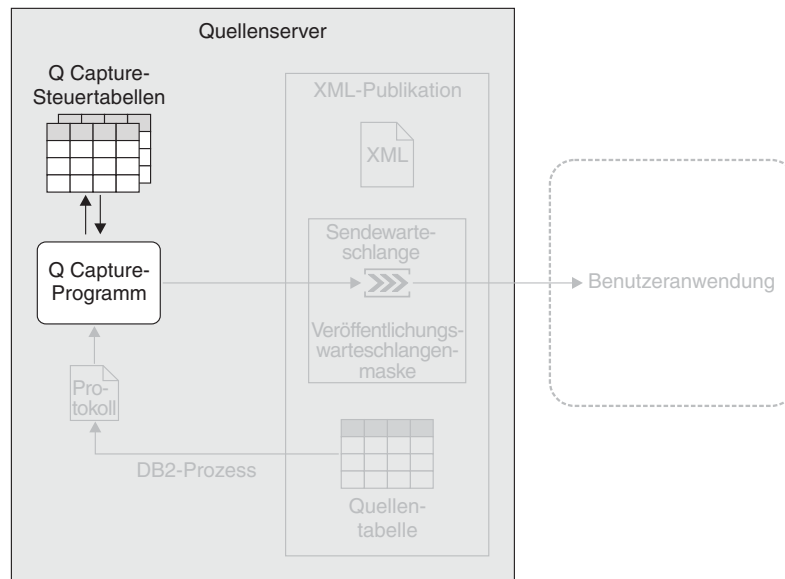 Quellenserver
Q Capture-
Steuertabellen
XML-Publikation
XML
Q Capture-
Programm
Sendewarte-
schlange
Veröffentlichungs-
warteschlangen-
maske
Benutzeranwendung
Pro-
tokoll
DB2-Prozess
Quellen-
tabelle